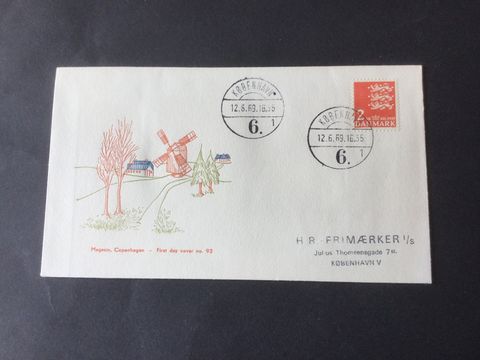 KØBENHAVN
12.6.69.16.35
6. 1
KØBENHAVN
12.6.69.16.35
6. 1
2
DANMARK
Magasin, Copenhagen - First day cover no. 93
H.R. FRIMÆRKER I/S
Julius Thomsensgade 7
KØBENHAVN V